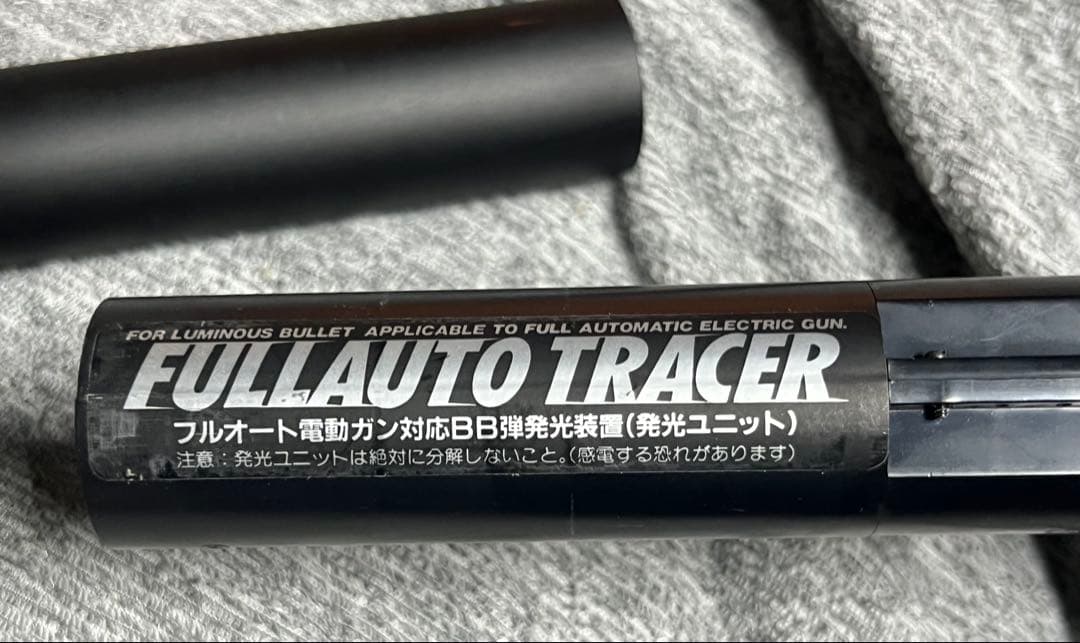 FOR LUMINOUS BULLET APPLICABLE TO FULL AUTOMATIC ELECTRIC GUN.
FULLAUTO TRACER
フルオート電動ガン対応BB弾発光装置(発光ユニット)
注意:発光ユニットは絶対に分解しないこと。(感電する恐れがあります)